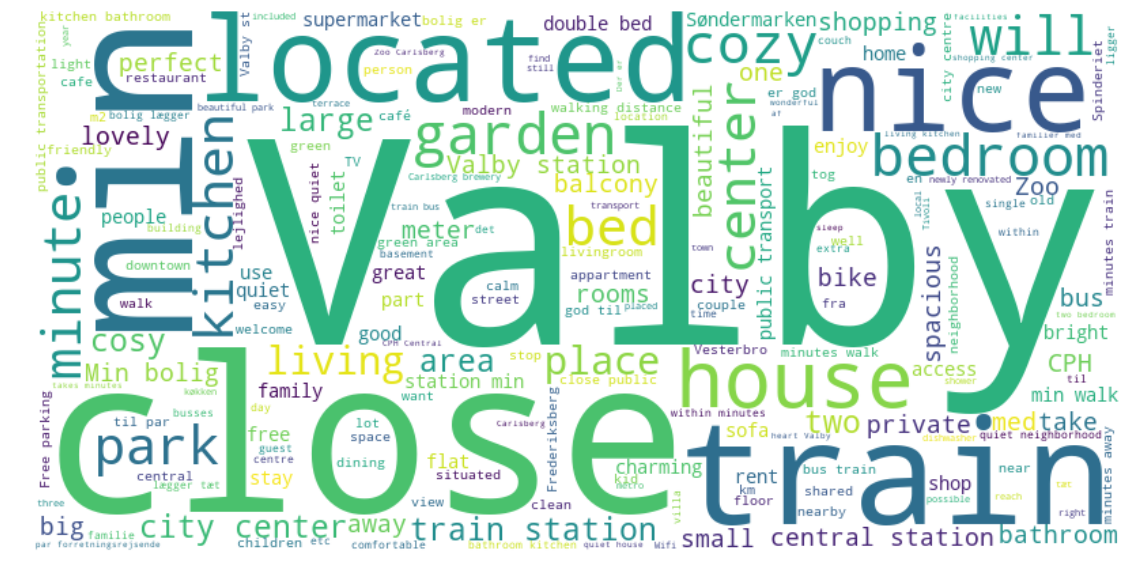 kitchen bathroom
included
supermarket
bolig er
double bed
Søndermarken
shopping
will
facilities
year
light
perfect
located
cozy
couch
home
city centre
shopping center
ligger
cafe
restaurant
Valby st
person
find
still
Der er
one
er god
wonderful
af
nice
new
Spinderiet
public transportation
m2
bolig lægger
beautiful park
terrace
modern
walking distance
location
lovely
min
kitchen
large
café
garden
center
beautiful
enjoy
living kitchen
familier med
friendly
green
TV
Valby station
bedroom
minute
lejlighed
nice quiet
toilet
Valby
Carlsberg brewery
balcony
tog
en
newly renovated
Zoo
people
building
train bus
transport
bed
public transport
single
old
local
Tivoli
meter
det
green area
basement
livingroom
town
sleep
extra
well
within
minutes train
downtown
use
great
appartment
city
bike
spacious
neighborhood
bus
walk
quiet
easy
part
calm
street
rooms
god til
placed
couple
time
fra
two bedroom
welcome
good
CPH Central
Vesterbro
bright
cosy
living
area
stop
place
minutes walk
access
CPH
Min bolig
station min
close public
house
shower
til
takes minutes
køkken
family
want
min walk
close
day
Carlsberg
Frederiksberg
within minutes
two
private
med
take
Free parking
til par
busses
free
lot
space
sofa
heart Valby
dishwasher
quiet neighborhood
park
guest
centre
dining
flat
charming
train
bus train
near
central
stay
situated
kid
metro
rent
km
floor
shared
shop
possible
reach
tæt
minutes away
lægger tæt
clean
villa
nearby
right
three
view
big
familie
city center
away
train station
small
central station
bathroom
par forretningsrejsende
children
etc
comfortable
bathroom kitchen
quiet house
Wifi
Zoo Carlsberg